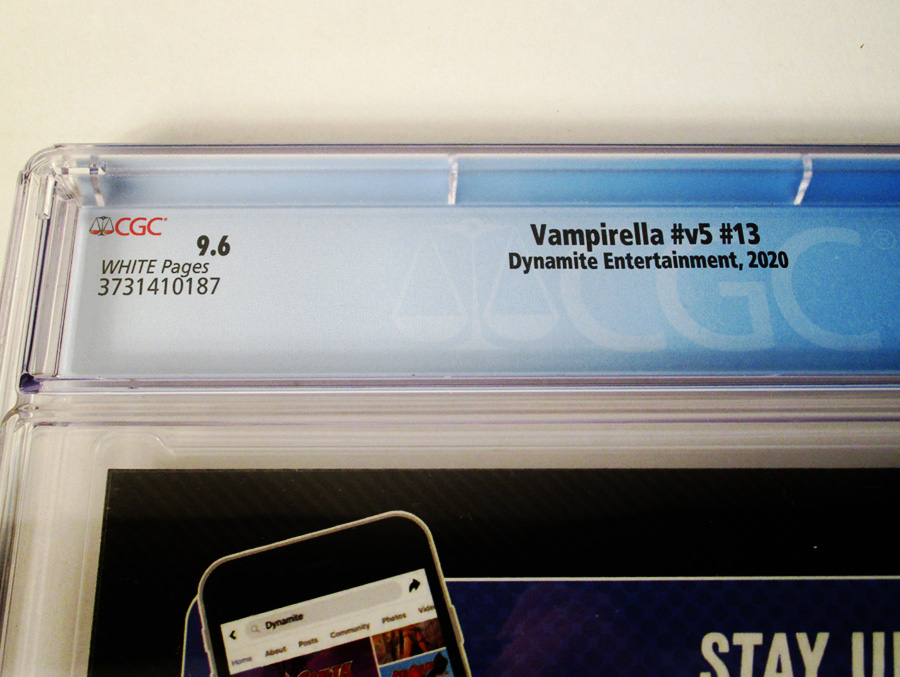 CGC
9.6
WHITE Pages
3731410187
Vampirella #v5 #13
Dynamite Entertainment, 2020
CGC®
Dynamite
Home About Posts Community Photos
STAY